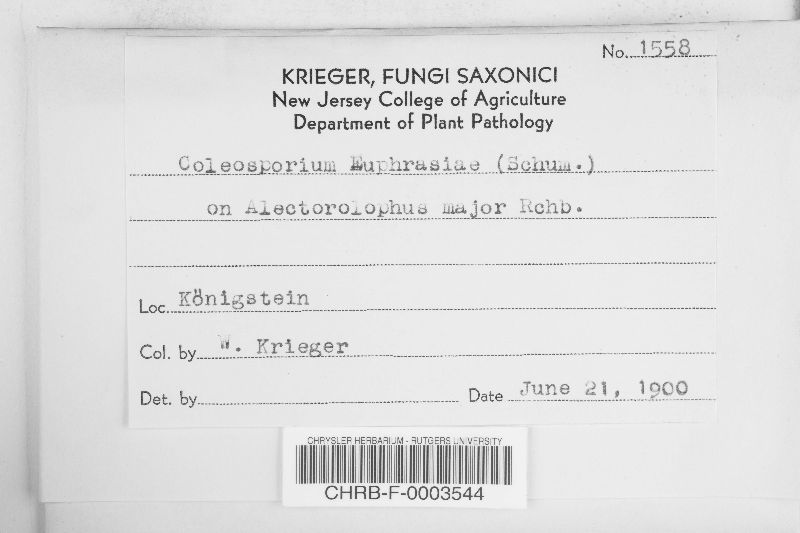 No. 1558
KRIEGER, FUNGI SAXONICI
New Jersey College of Agriculture
Department of Plant Pathology
Coleosporium Euphrasiae (Schum.)
on Alectorolophus major Rchb.
Loc. Königstein
Col. by W. Krieger
Det. by
Date June 21, 1900
CHRYSLER HERBARIUM - RUTGERS UNIVERSITY
CHRB-F-0003544